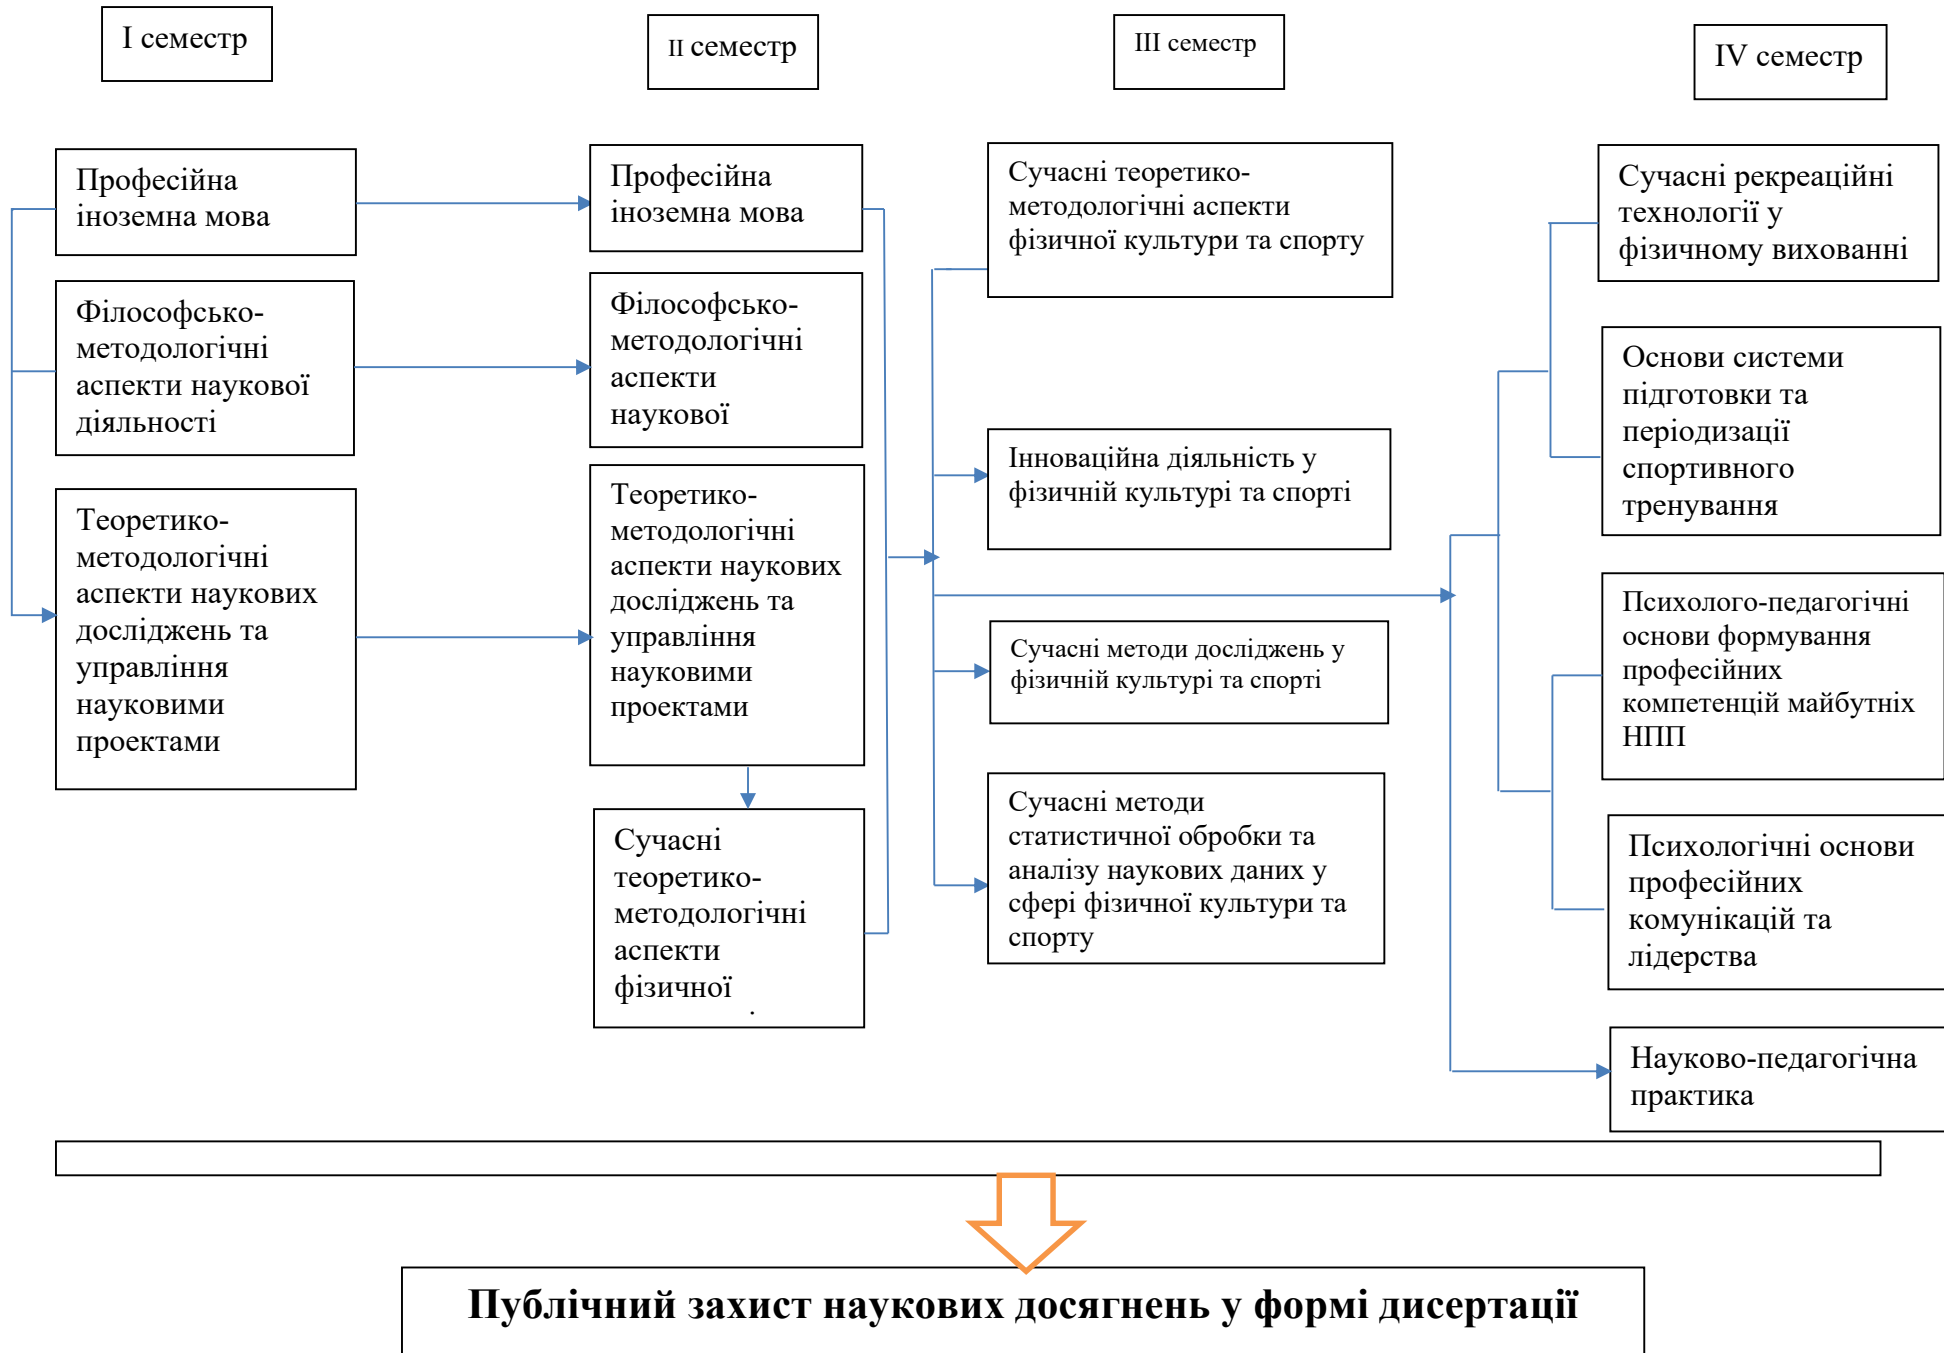 І семестр
ІІ семестр
ІІІ семестр
IV семестр
Професійна
іноземна мова
Філософсько-
методологічні
аспекти наукової
діяльності
Теоретико-
методологічні
аспекти наукових
досліджень та
управління
науковими
проектами
Професійна
іноземна мова
Філософсько-
методологічні
аспекти
наукової
Теоретико-
методологічні
аспекти наукових
досліджень та
управління
науковими
проектами
Сучасні
теоретико-
методологічні
аспекти
фізичної
Сучасні теоретико-
методологічні аспекти
фізичної культури та спорту
Інноваційна діяльність у
фізичній культурі та спорті
Сучасні методи досліджень у
фізичній культурі та спорті
Сучасні методи
статистичної обробки та
аналізу наукових даних у
сфері фізичної культури та
спорту
Сучасні рекреаційні
технології у
фізичному вихованні
Основи системи
підготовки та
періодизації
спортивного
тренування
Психолого-педагогічні
основи формування
професійних
компетенцій майбутніх
НПП
Психологічні основи
професійних
комунікацій та
лідерства
Науково-педагогічна
практика
Публічний захист наукових досягнень у формі дисертації